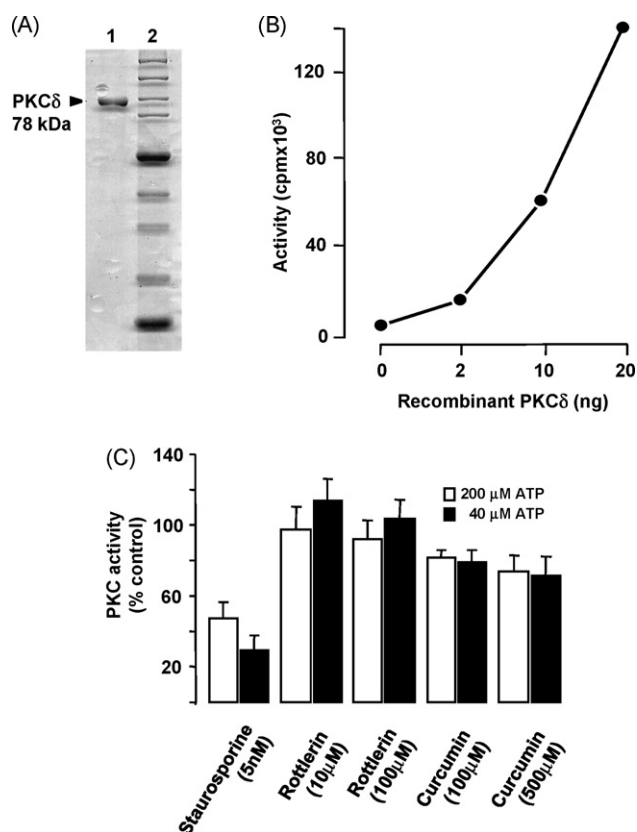 (A)
1 2
PKCδ
78 kDa
(B)
Activity (cpmx10³)
120
80
40
0
0 2 10 20
Recombinant PKCδ (ng)
(C)
PKC activity
(% control)
140
100
60
20
200 μM ATP
40 μM ATP
Staurosporine
(5nM)
Rottlerin
(10μM)
Rottlerin
(100μM)
Curcumin
(100μM)
Curcumin
(500μM)